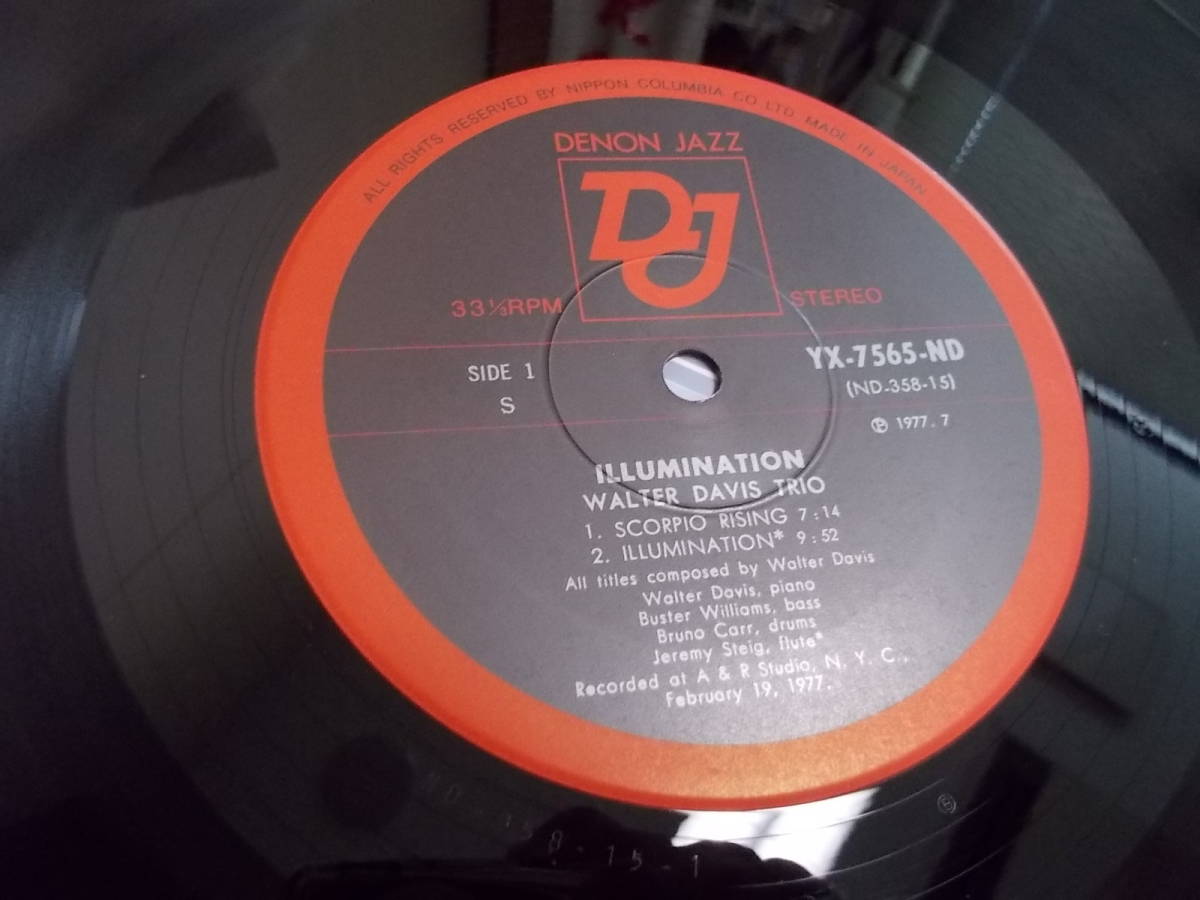 ALL RIGHTS RESERVED BY NIPPON COLUMBIA CO LTD. MADE IN JAPAN
DENON JAZZ
DJ
33⅓RPM STEREO
SIDE 1 YX-7565-ND
S (ND-358-15)
Ⓟ 1977.7
ILLUMINATION
WALTER DAVIS TRIO
1. SCORPIO RISING 7:14
2. ILLUMINATION* 9:52
All titles composed by Walter Davis
Walter Davis, piano
Buster Williams, bass
Bruno Carr, drums
Jeremy Steig, flute*
Recorded at A & R Studio, N. Y. C.,
February 19, 1977.
8-15-1